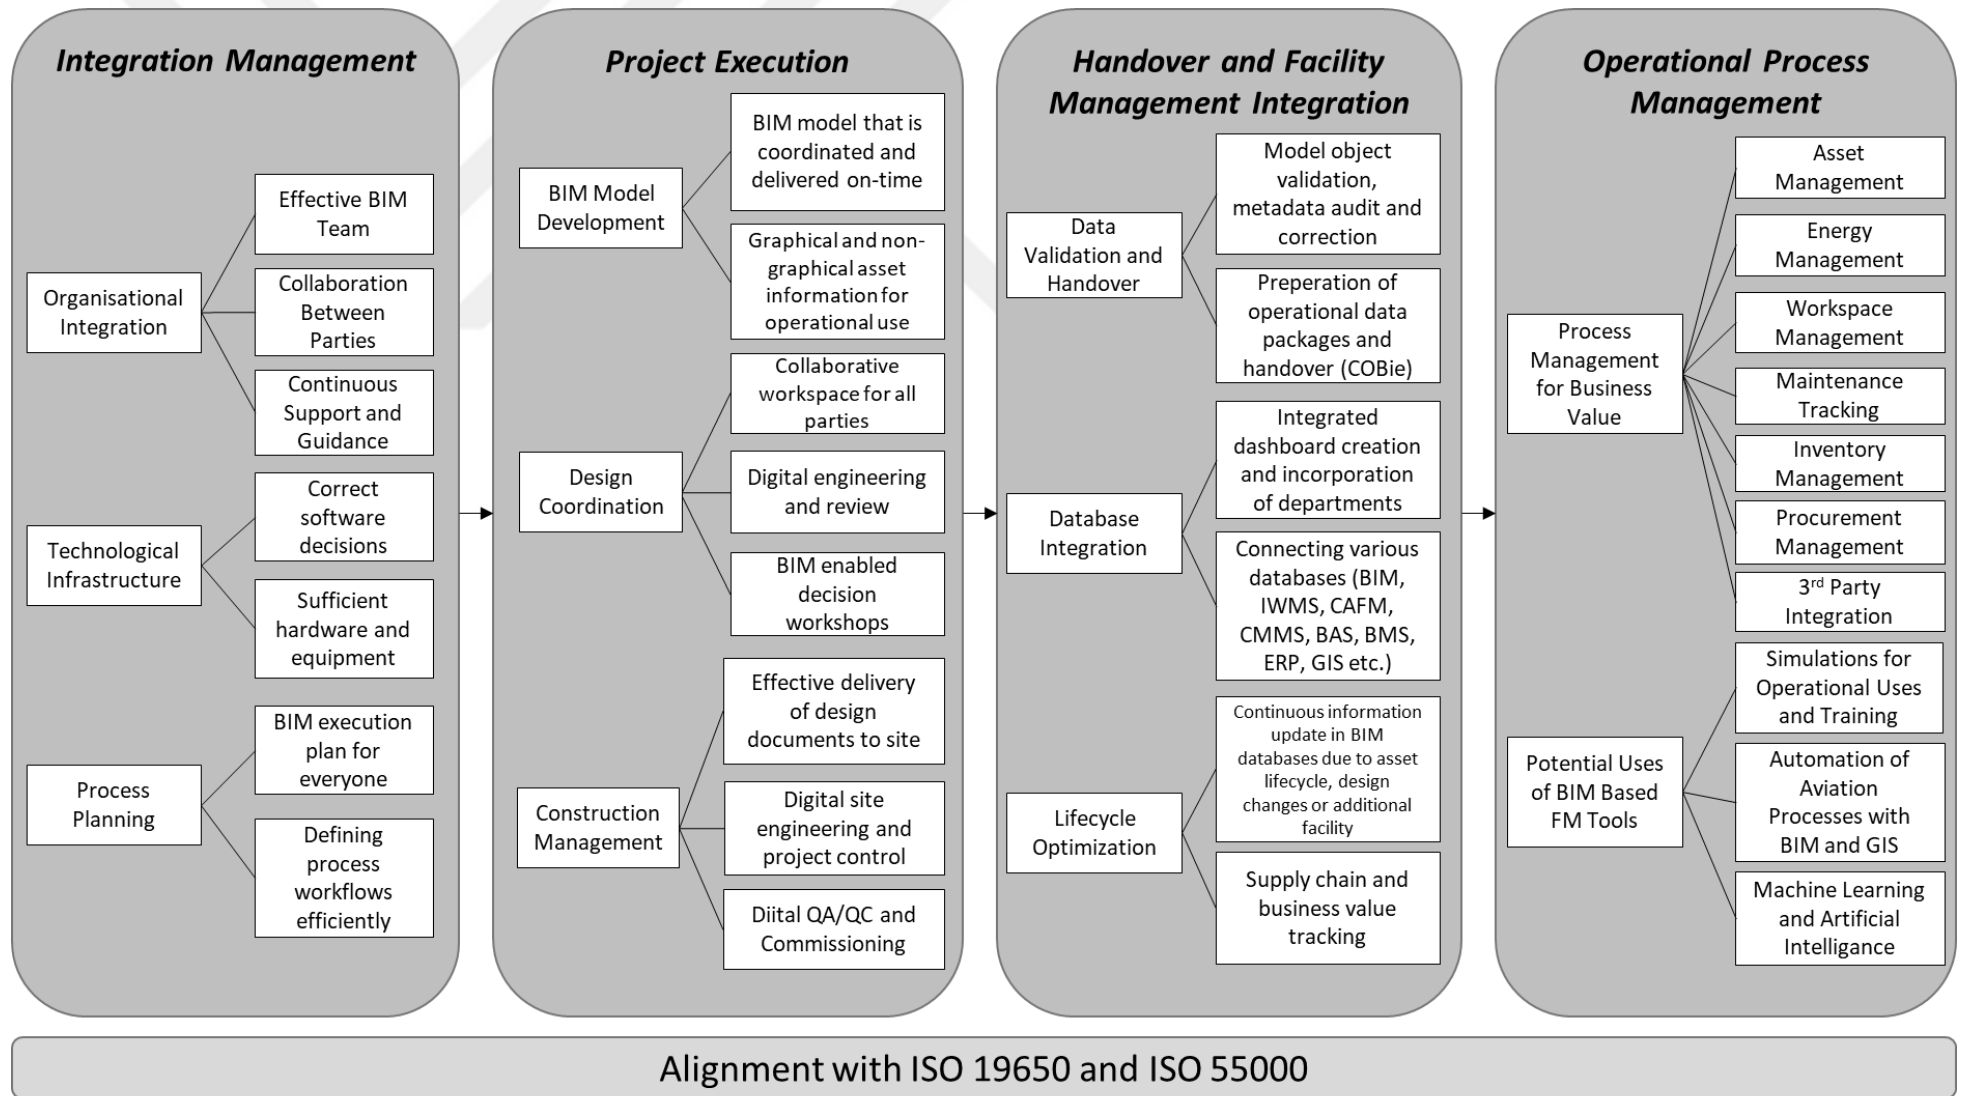 Integration Management
Organisational
Integration
Effective BIM
Team
Collaboration
Between
Parties
Continuous
Support and
Guidance
Technological
Infrastructure
Correct
software
decisions
Sufficient
hardware and
equipment
Process
Planning
BIM execution
plan for
everyone
Defining
process
workflows
efficiently
Project Execution
BIM Model
Development
BIM model that is
coordinated and
delivered on-time
Graphical and non-
graphical asset
information for
operational use
Design
Coordination
Collaborative
workspace for all
parties
Digital engineering
and review
BIM enabled
decision
workshops
Construction
Management
Effective delivery
of design
documents to site
Digital site
engineering and
project control
Diital QA/QC and
Commissioning
Handover and Facility
Management Integration
Data
Validation and
Handover
Model object
validation,
metadata audit and
correction
Preperation of
operational data
packages and
handover (COBie)
Database
Integration
Integrated
dashboard creation
and incorporation
of departments
Connecting various
databases (BIM,
IWMS, CAFM,
CMMS, BAS, BMS,
ERP, GIS etc.)
Lifecycle
Optimization
Continuous information
update in BIM
databases due to asset
lifecycle, design
changes or additional
facility
Supply chain and
business value
tracking
Operational Process
Management
Process
Management
for Business
Value
Asset
Management
Energy
Management
Workspace
Management
Maintenance
Tracking
Inventory
Management
Procurement
Management
3rd Party
Integration
Potential Uses
of BIM Based
FM Tools
Simulations for
Operational Uses
and Training
Automation of
Aviation
Processes with
BIM and GIS
Machine Learning
and Artificial
Intelligance
Alignment with ISO 19650 and ISO 55000